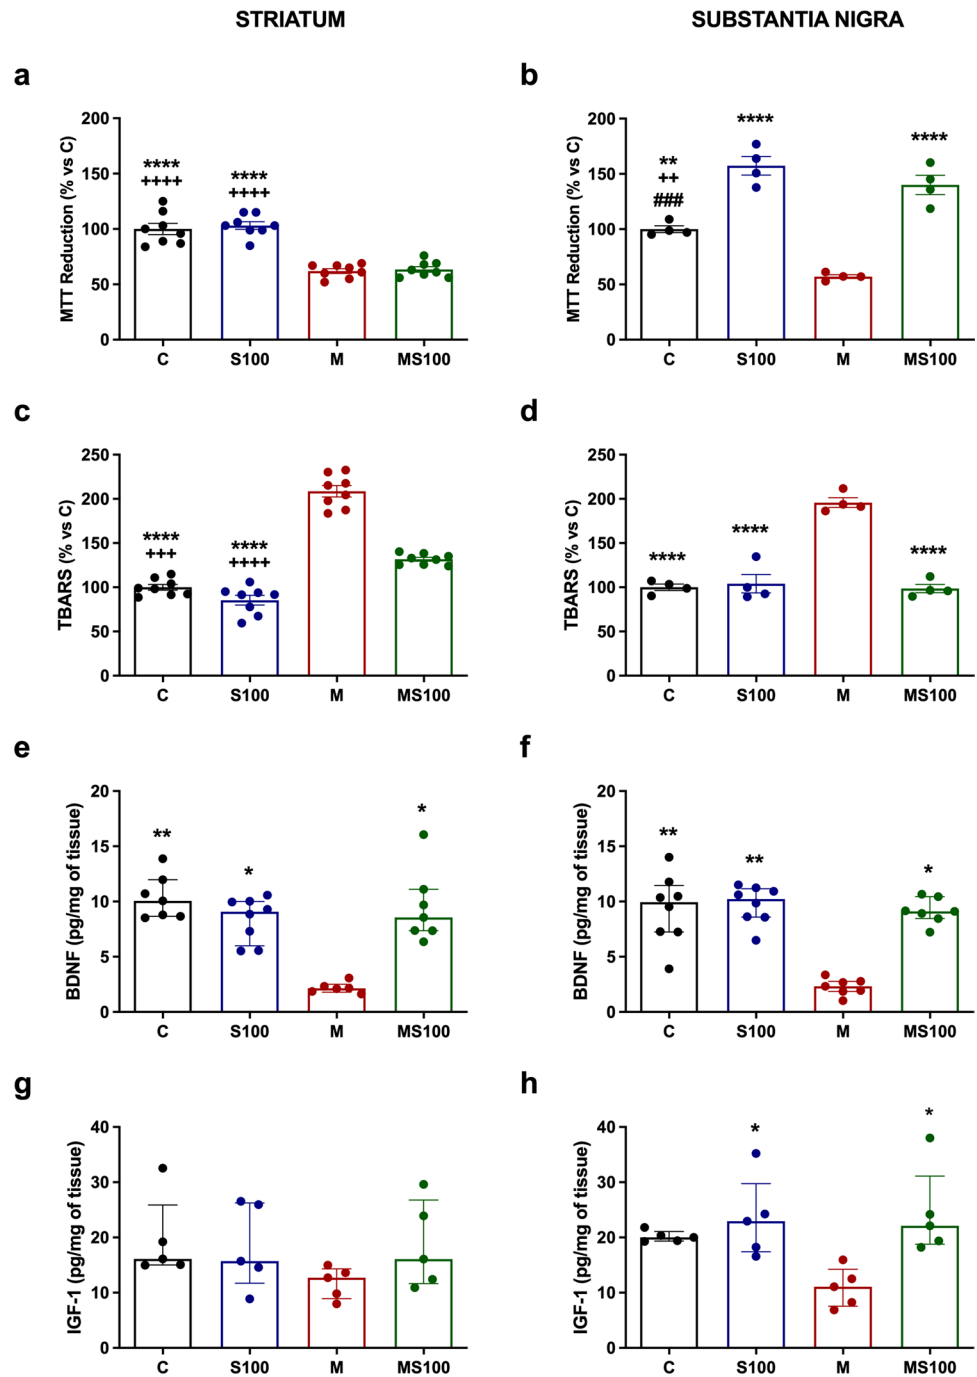 STRIATUM
SUBSTANTIA NIGRA
a
MTT Reduction (% vs C)
200
150
100
50
0
****
++++
****
++++
C
S100
M
MS100
b
MTT Reduction (% vs C)
200
150
100
50
0
**
++
###
****
****
C
S100
M
MS100
c
TBARS (% vs C)
250
200
150
100
50
0
****
+++
****
++++
C
S100
M
MS100
d
TBARS (% vs C)
250
200
150
100
50
0
****
****
****
C
S100
M
MS100
e
BDNF (pg/mg of tissue)
20
15
10
5
0
**
*
*
C
S100
M
MS100
f
BDNF (pg/mg of tissue)
20
15
10
5
0
**
**
*
C
S100
M
MS100
g
IGF-1 (pg/mg of tissue)
40
30
20
10
0
C
S100
M
MS100
h
IGF-1 (pg/mg of tissue)
40
30
20
10
0
*
*
C
S100
M
MS100